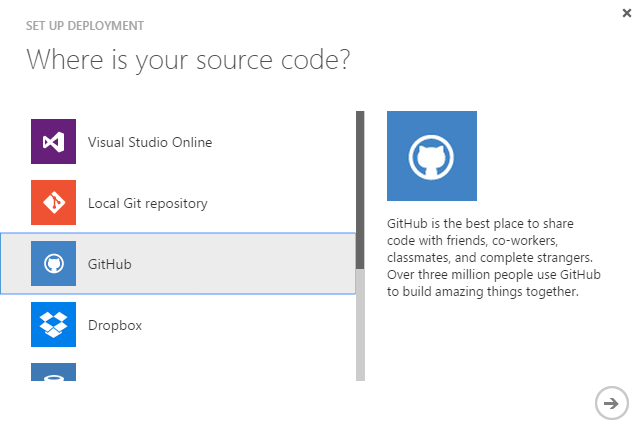 SET UP DEPLOYMENT
Where is your source code?
Visual Studio Online
Local Git repository
GitHub
Dropbox
GitHub is the best place to share
code with friends, co-workers,
classmates, and complete strangers.
Over three million people use GitHub
to build amazing things together.